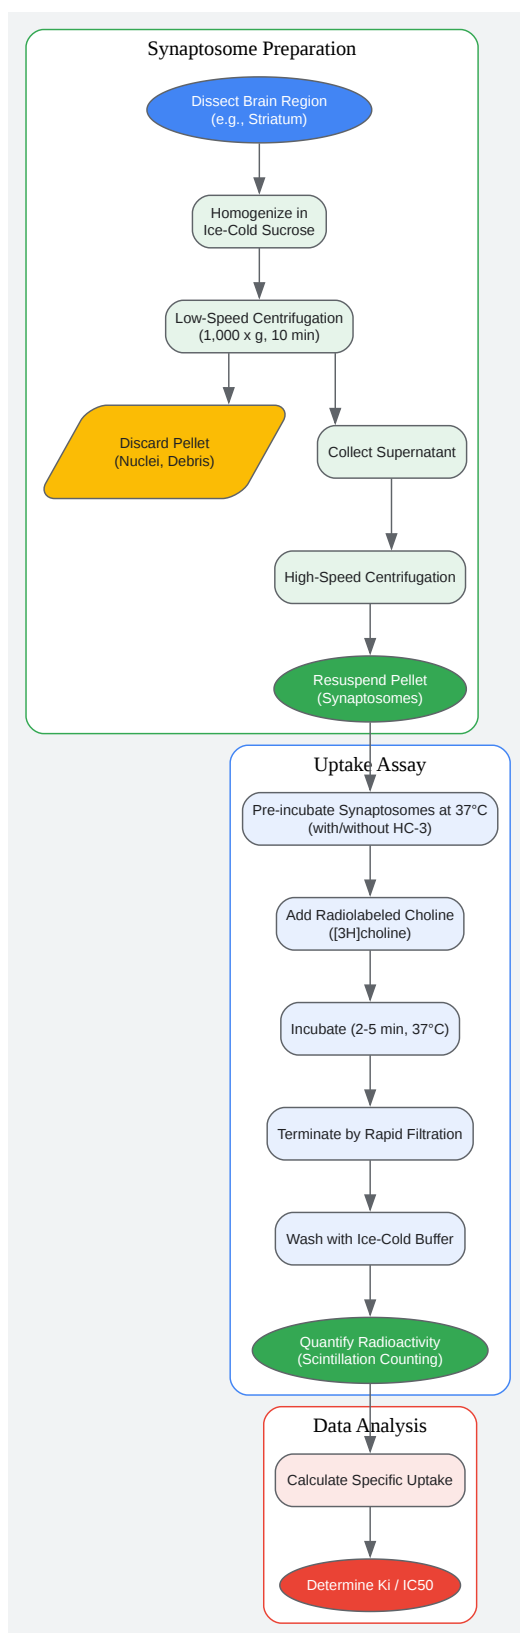 Synaptosome Preparation
Dissect Brain Region
(e.g., Striatum)
Homogenize in
Ice-Cold Sucrose
Low-Speed Centrifugation
(1,000 x g, 10 min)
Discard Pellet
(Nuclei, Debris)
Collect Supernatant
High-Speed Centrifugation
Resuspend Pellet
(Synaptosomes)
Uptake Assay
Pre-incubate Synaptosomes at 37°C
(with/without HC-3)
Add Radiolabeled Choline
([3H]choline)
Incubate (2-5 min, 37°C)
Terminate by Rapid Filtration
Wash with Ice-Cold Buffer
Quantify Radioactivity
(Scintillation Counting)
Data Analysis
Calculate Specific Uptake
Determine Ki / IC50